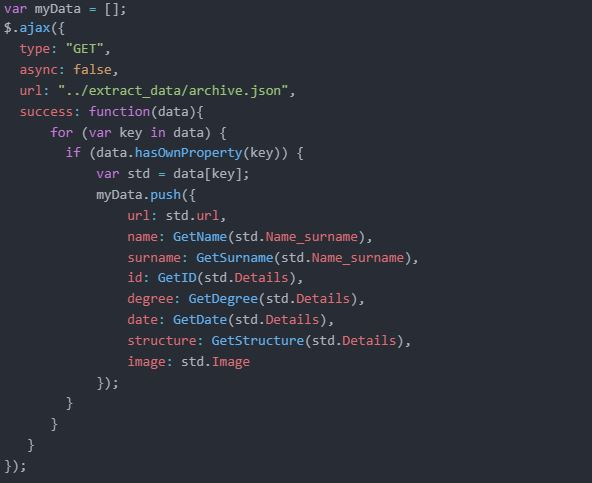 var myData = [];
$.ajax({
  type: "GET",
  async: false,
  url: "../extract_data/archive.json",
  success: function(data){
      for (var key in data) {
        if (data.hasOwnProperty(key)) {
            var std = data[key];
            myData.push({
                url: std.url,
                name: GetName(std.Name_surname),
                surname: GetSurname(std.Name_surname),
                id: GetID(std.Details),
                degree: GetDegree(std.Details),
                date: GetDate(std.Details),
                structure: GetStructure(std.Details),
                image: std.Image
            });
        }
      }
   }
});